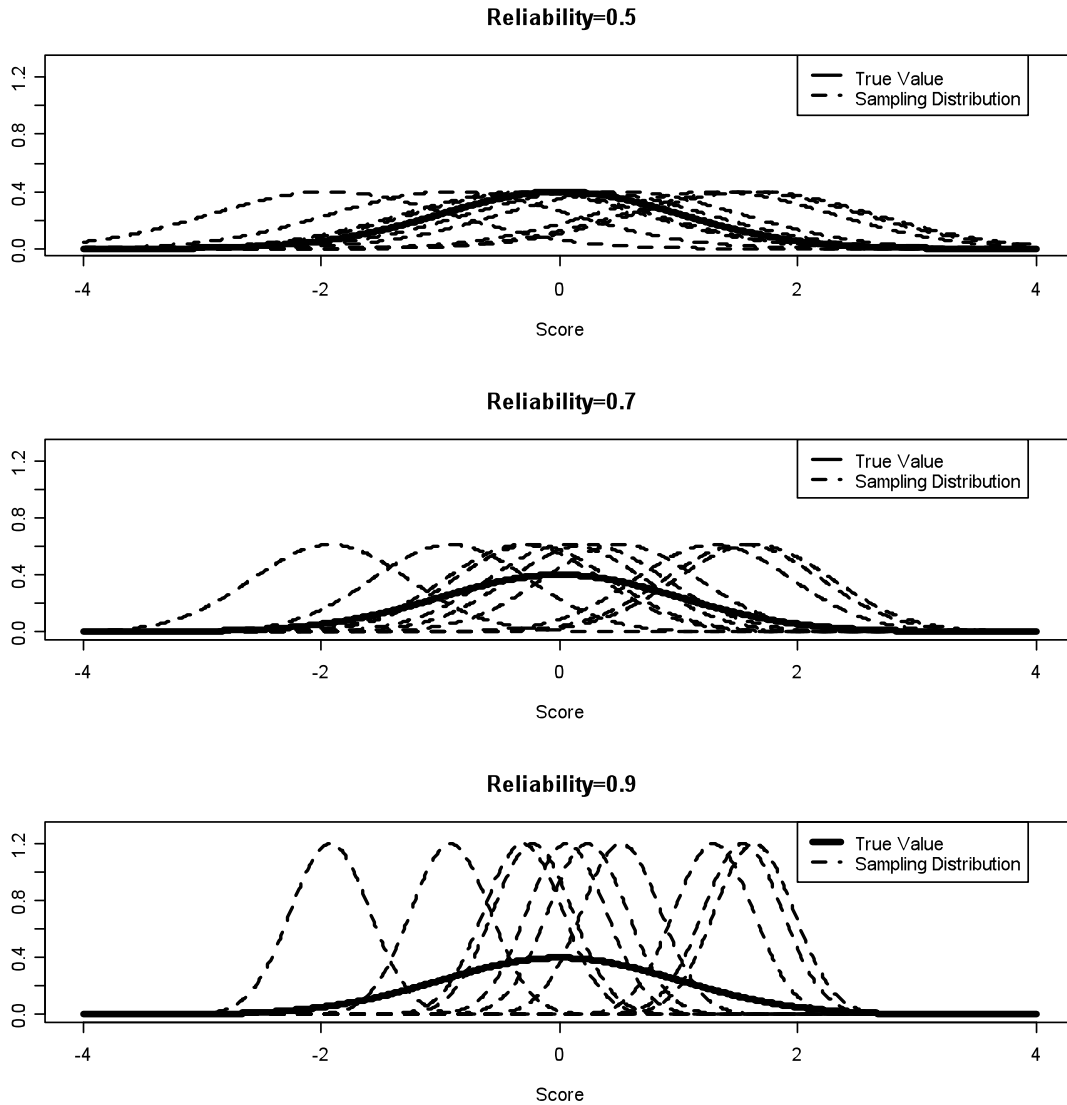 Reliability=0.5
True Value
Sampling Distribution
0.0 0.4 0.8 1.2
-4 -2 0 2 4
Score
Reliability=0.7
True Value
Sampling Distribution
0.0 0.4 0.8 1.2
-4 -2 0 2 4
Score
Reliability=0.9
True Value
Sampling Distribution
0.0 0.4 0.8 1.2
-4 -2 0 2 4
Score